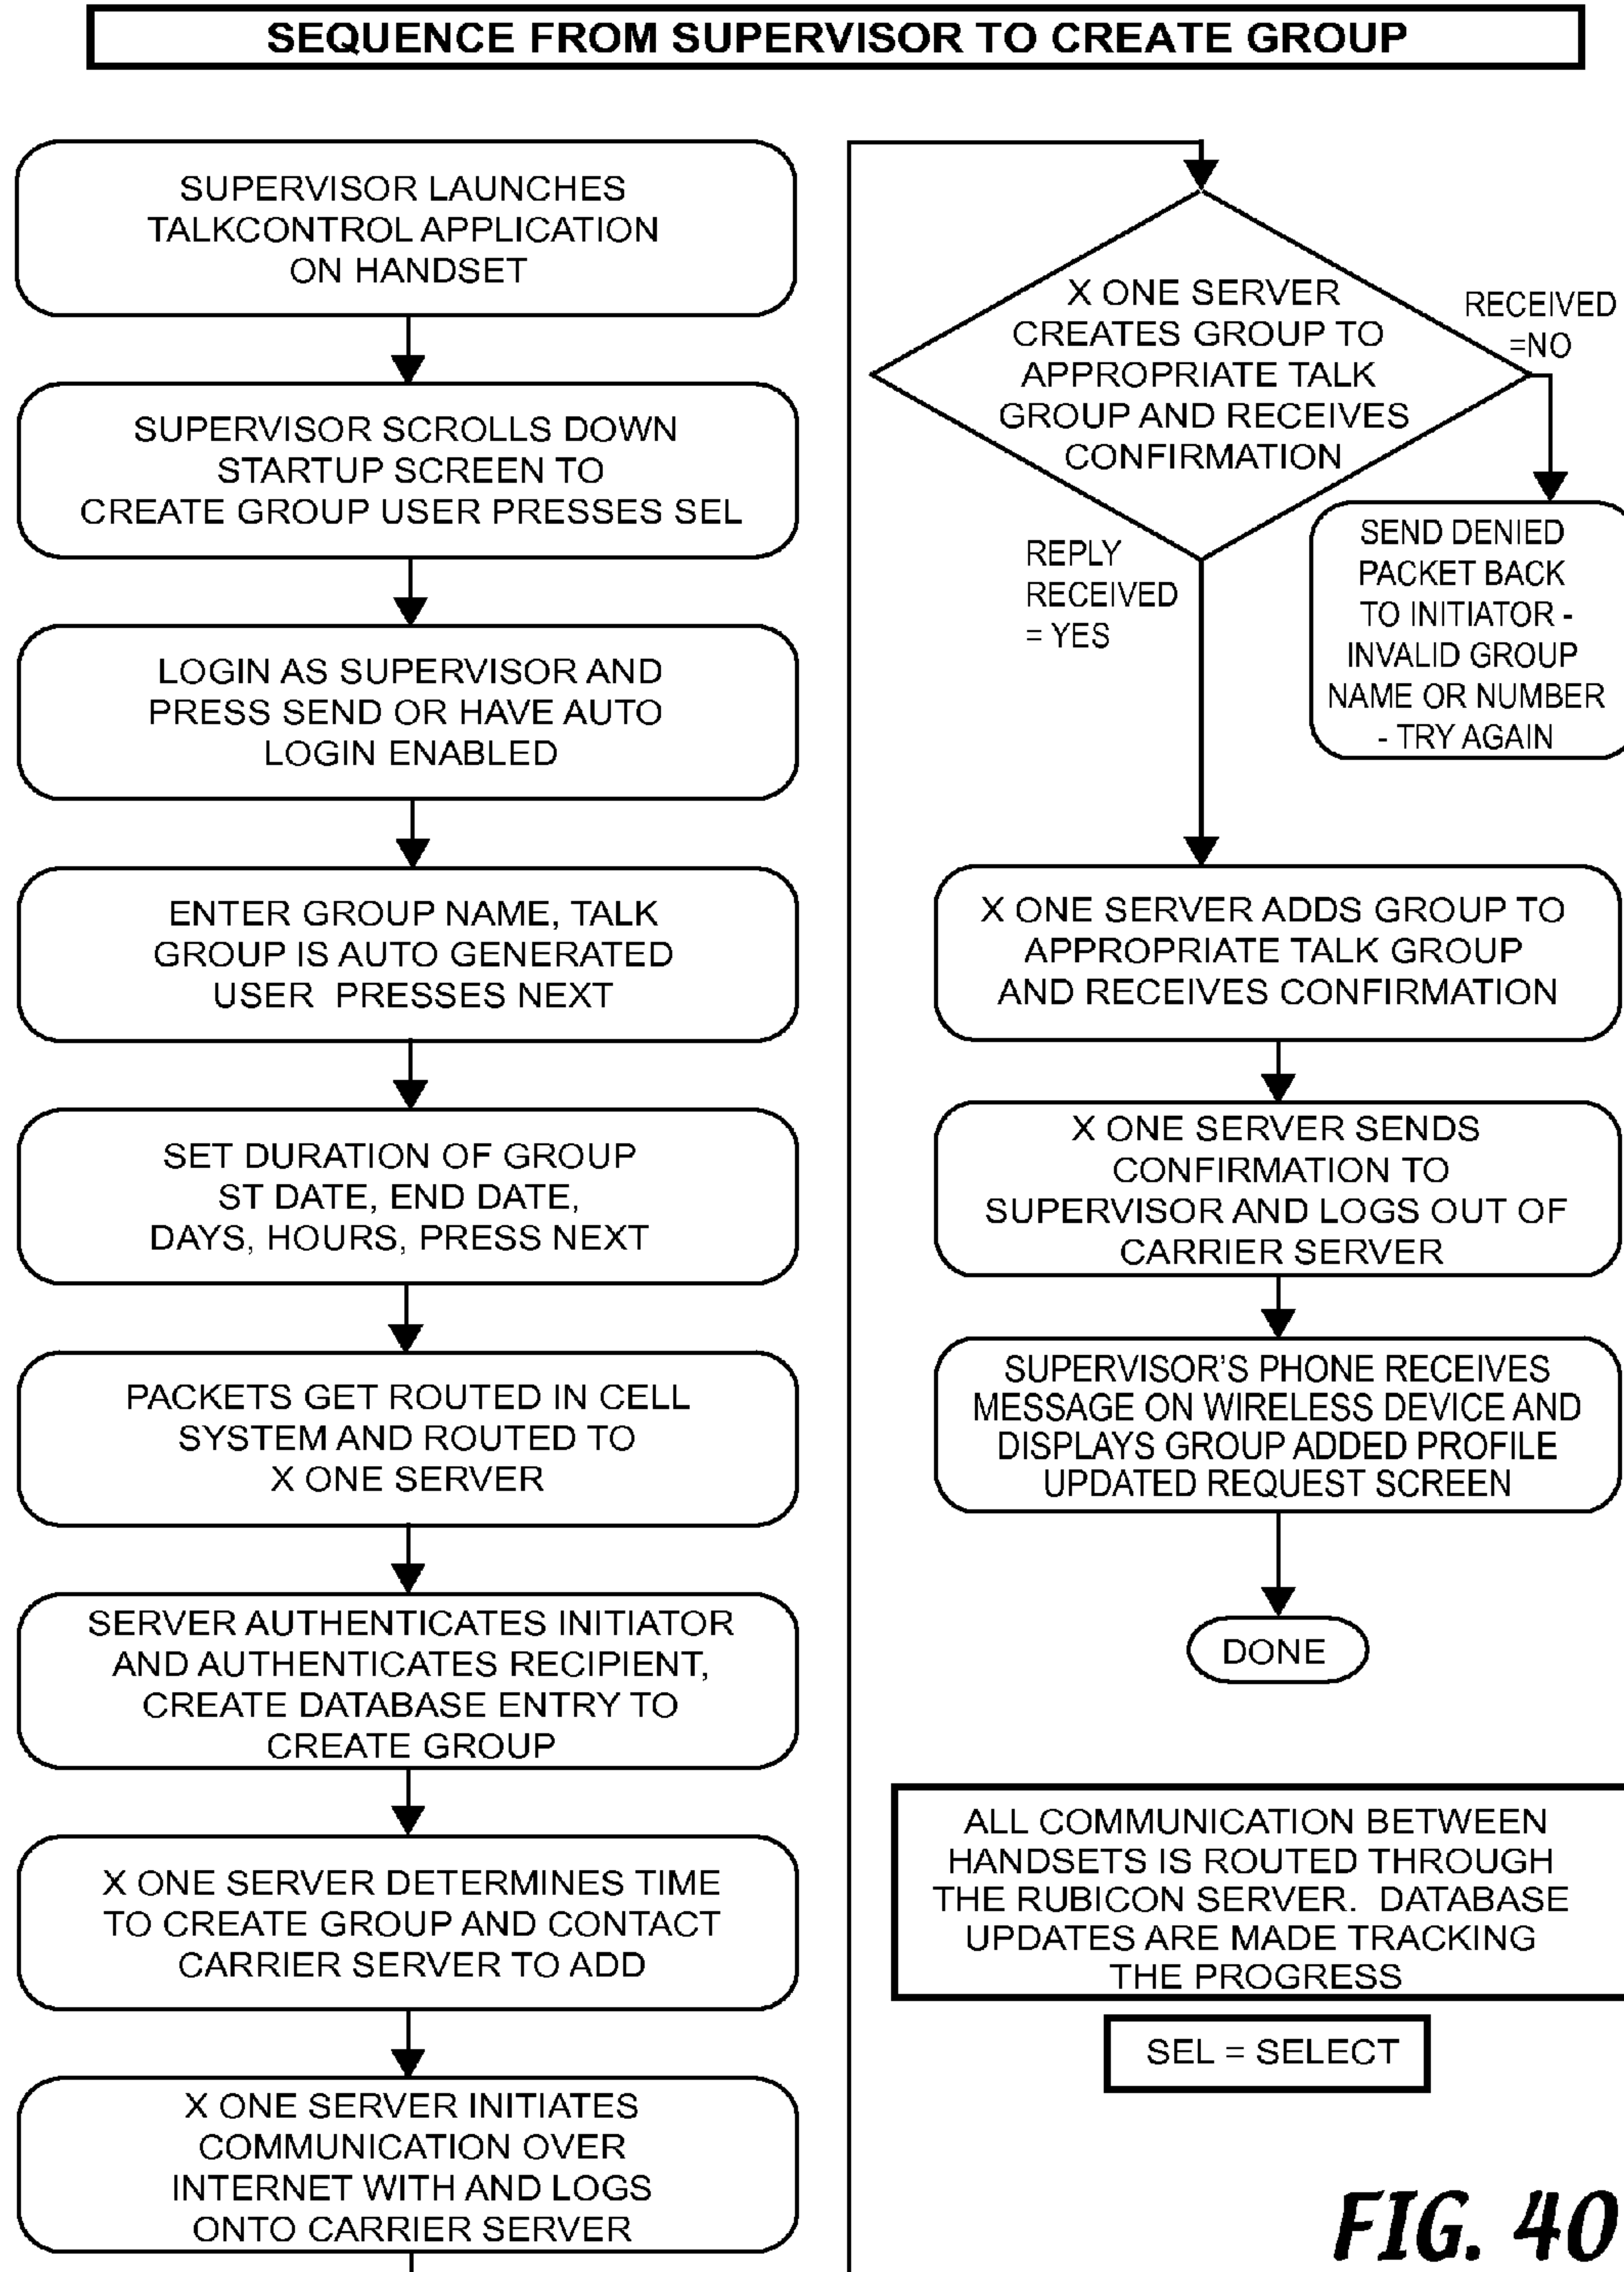 SEQUENCE FROM SUPERVISOR TO CREATE GROUP
SUPERVISOR LAUNCHES
TALKCONTROL APPLICATION
ON HANDSET
SUPERVISOR SCROLLS DOWN
STARTUP SCREEN TO
CREATE GROUP USER PRESSES SEL
LOGIN AS SUPERVISOR AND
PRESS SEND OR HAVE AUTO
LOGIN ENABLED
ENTER GROUP NAME, TALK
GROUP IS AUTO GENERATED
USER PRESSES NEXT
SET DURATION OF GROUP
ST DATE, END DATE,
DAYS, HOURS, PRESS NEXT
PACKETS GET ROUTED IN CELL
SYSTEM AND ROUTED TO
X ONE SERVER
SERVER AUTHENTICATES INITIATOR
AND AUTHENTICATES RECIPIENT,
CREATE DATABASE ENTRY TO
CREATE GROUP
X ONE SERVER DETERMINES TIME
TO CREATE GROUP AND CONTACT
CARRIER SERVER TO ADD
X ONE SERVER INITIATES
COMMUNICATION OVER
INTERNET WITH AND LOGS
ONTO CARRIER SERVER
X ONE SERVER
CREATES GROUP TO
APPROPRIATE TALK
GROUP AND RECEIVES
CONFIRMATION
RECEIVED
=NO
SEND DENIED
PACKET BACK
TO INITIATOR -
INVALID GROUP
NAME OR NUMBER
- TRY AGAIN
REPLY
RECEIVED
= YES
X ONE SERVER ADDS GROUP TO
APPROPRIATE TALK GROUP
AND RECEIVES CONFIRMATION
X ONE SERVER SENDS
CONFIRMATION TO
SUPERVISOR AND LOGS OUT OF
CARRIER SERVER
SUPERVISOR'S PHONE RECEIVES
MESSAGE ON WIRELESS DEVICE AND
DISPLAYS GROUP ADDED PROFILE
UPDATED REQUEST SCREEN
DONE
ALL COMMUNICATION BETWEEN
HANDSETS IS ROUTED THROUGH
THE RUBICON SERVER. DATABASE
UPDATES ARE MADE TRACKING
THE PROGRESS
SEL = SELECT
FIG. 40